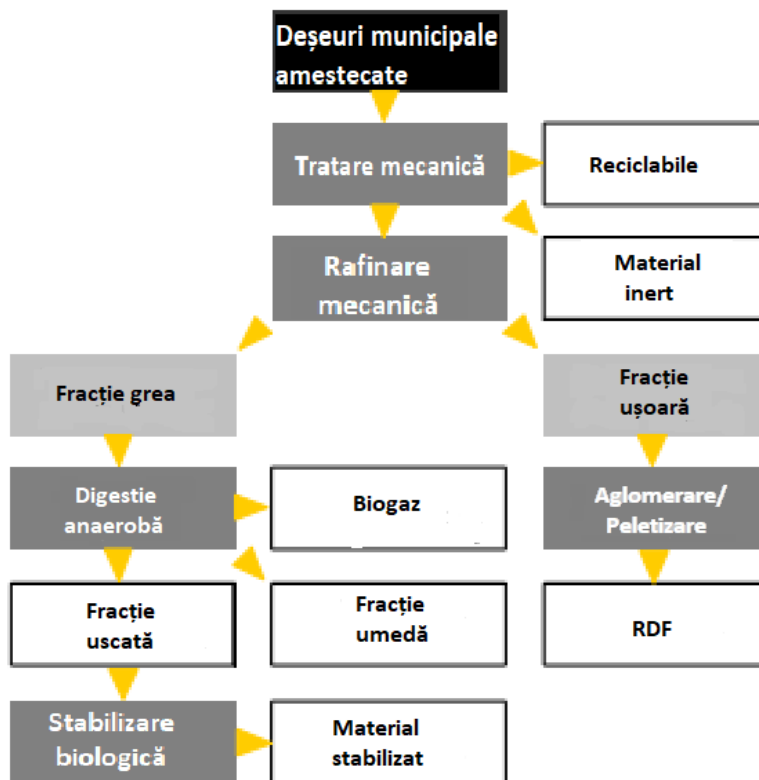 Deșeuri municipale
amestecate
Tratare mecanică
Reciclabile
Rafinare
mecanică
Material
inert
Fracție grea
Fracție
ușoară
Digestie
anaerobă
Biogaz
Aglomerare/
Peletizare
Fracție
uscată
Fracție
umedă
RDF
Stabilizare
biologică
Material
stabilizat